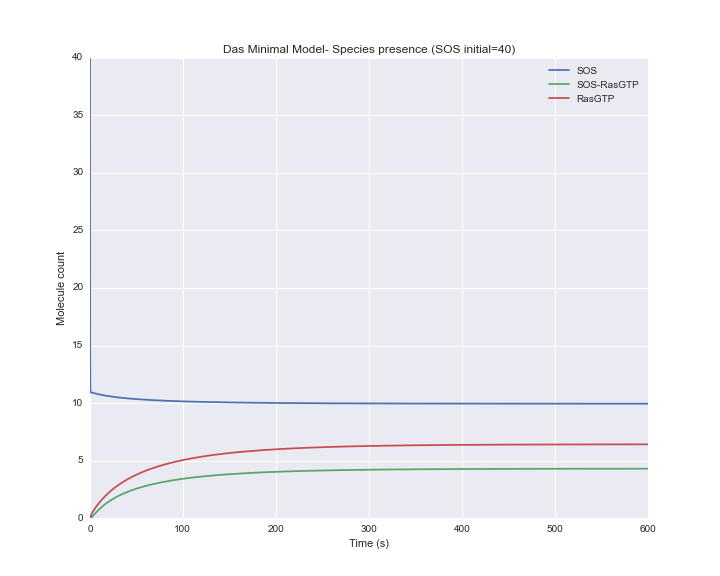 Das Minimal Model- Species presence (SOS initial=40)
SOS
SOS-RasGTP
RasGTP
Molecule count
40
35
30
25
20
15
10
5
0
0 100 200 300 400 500 600
Time (s)